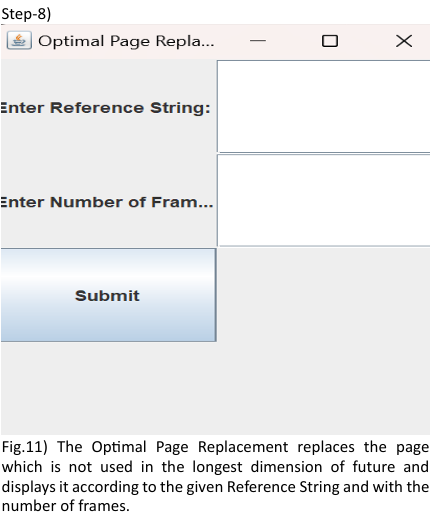 Step-8)
Optimal Page Repla...
Enter Reference String:
Enter Number of Fram...
Submit
Fig.11) The Optimal Page Replacement replaces the page
which is not used in the longest dimension of future and
displays it according to the given Reference String and with the
number of frames.